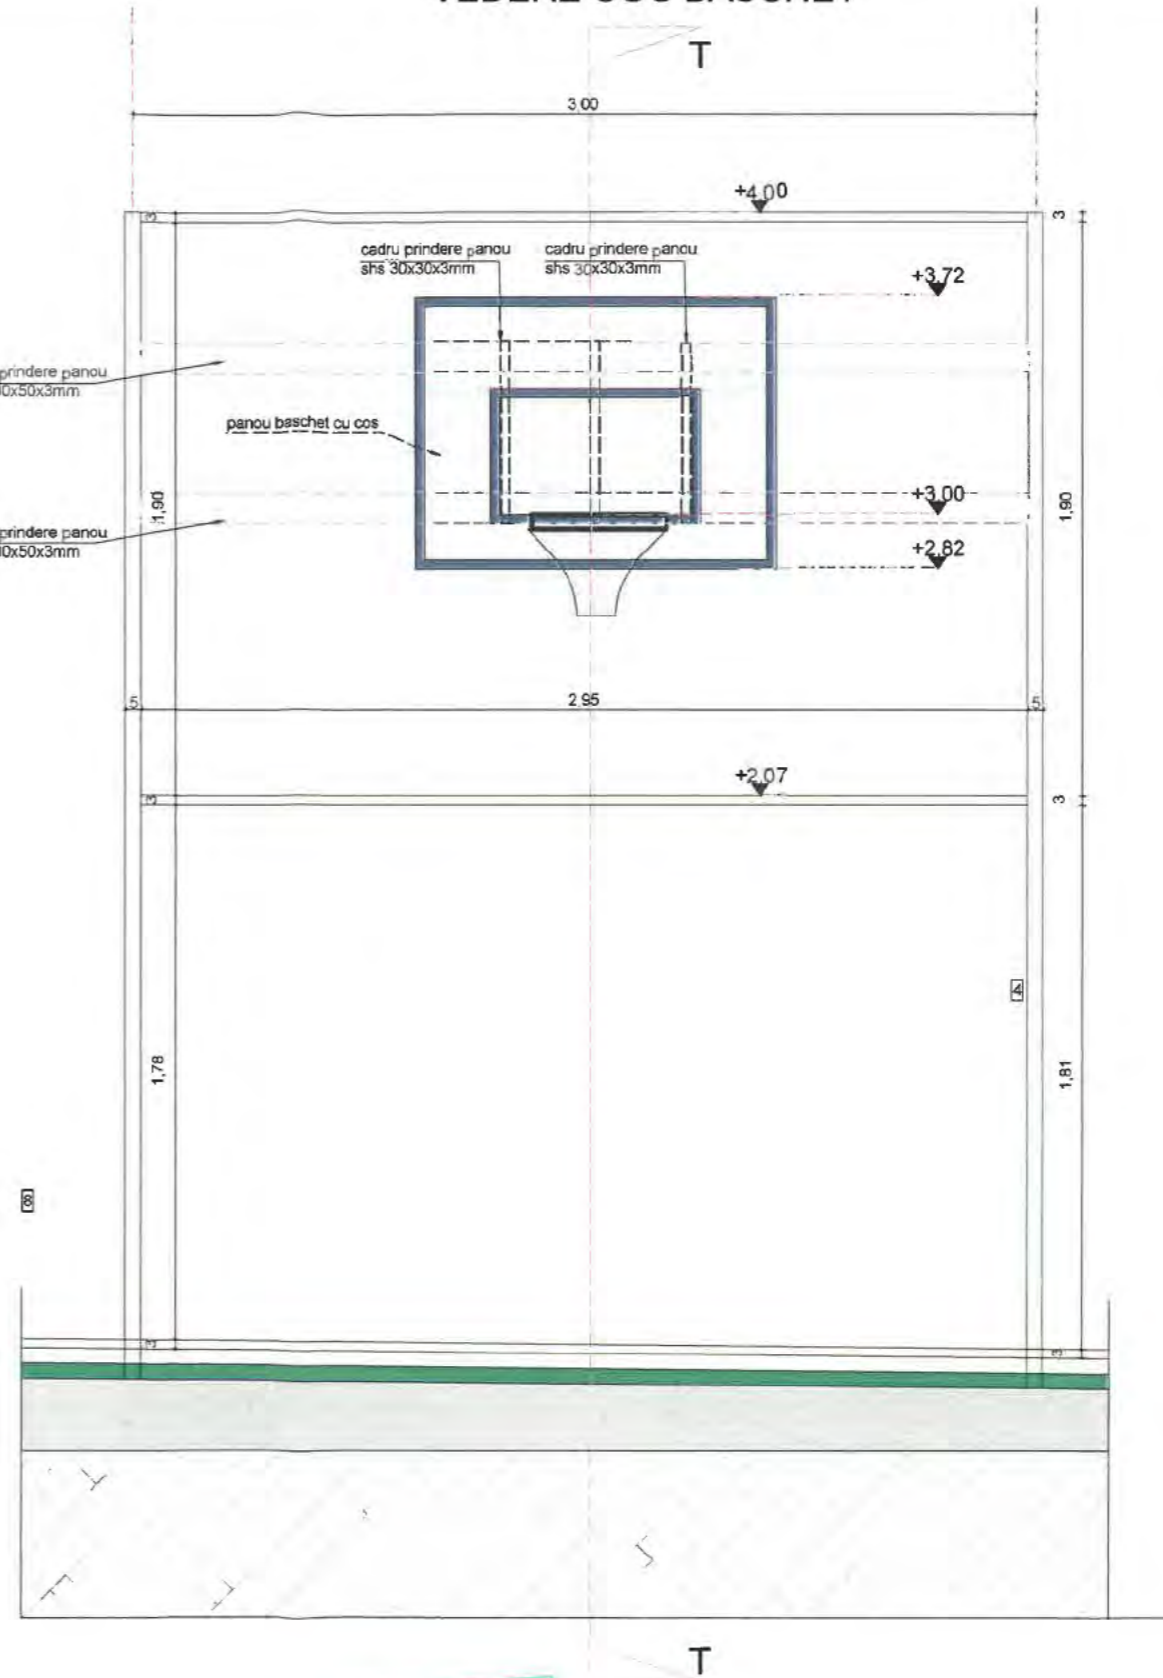 T
3,00
+4,00
3
3
cadru prindere panou
shs 30x30x3mm
cadru prindere panou
shs 30x30x3mm
+3,72
prindere panou
0x50x3mm
panou baschet cu cos
1,90
+3,00
1,90
prindere panou
0x50x3mm
+2,82
5
2,95
5
+2,07
3
3
4
1,78
1,81
8
3
3
T